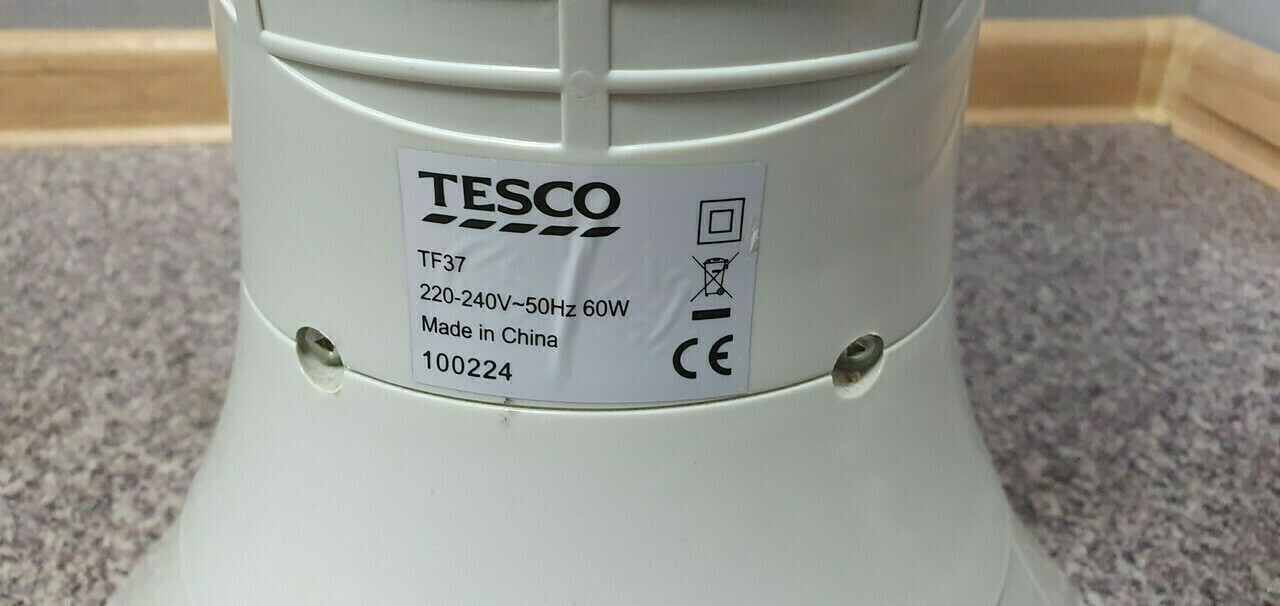 TESCO
TF37
220-240V~50Hz 60W
Made in China
100224
CE